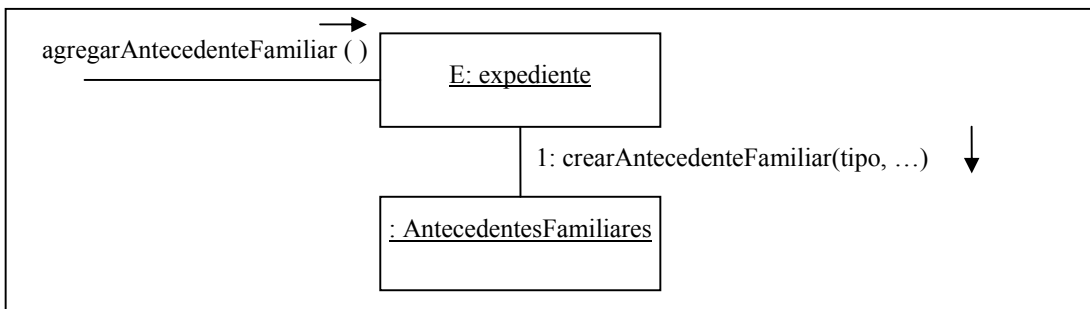 agregarAntecedenteFamiliar ( )
E: expediente
1: crearAntecedenteFamiliar(tipo, …)
: AntecedentesFamiliares